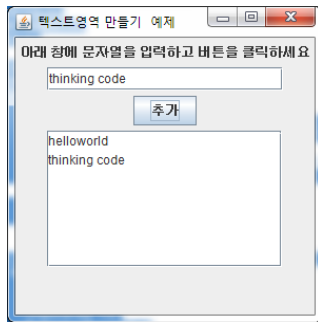 텍스트영역 만들기 예제
아래 창에 문자열을 입력하고 버튼을 클릭하세요
thinking code
추가
helloworld
thinking code